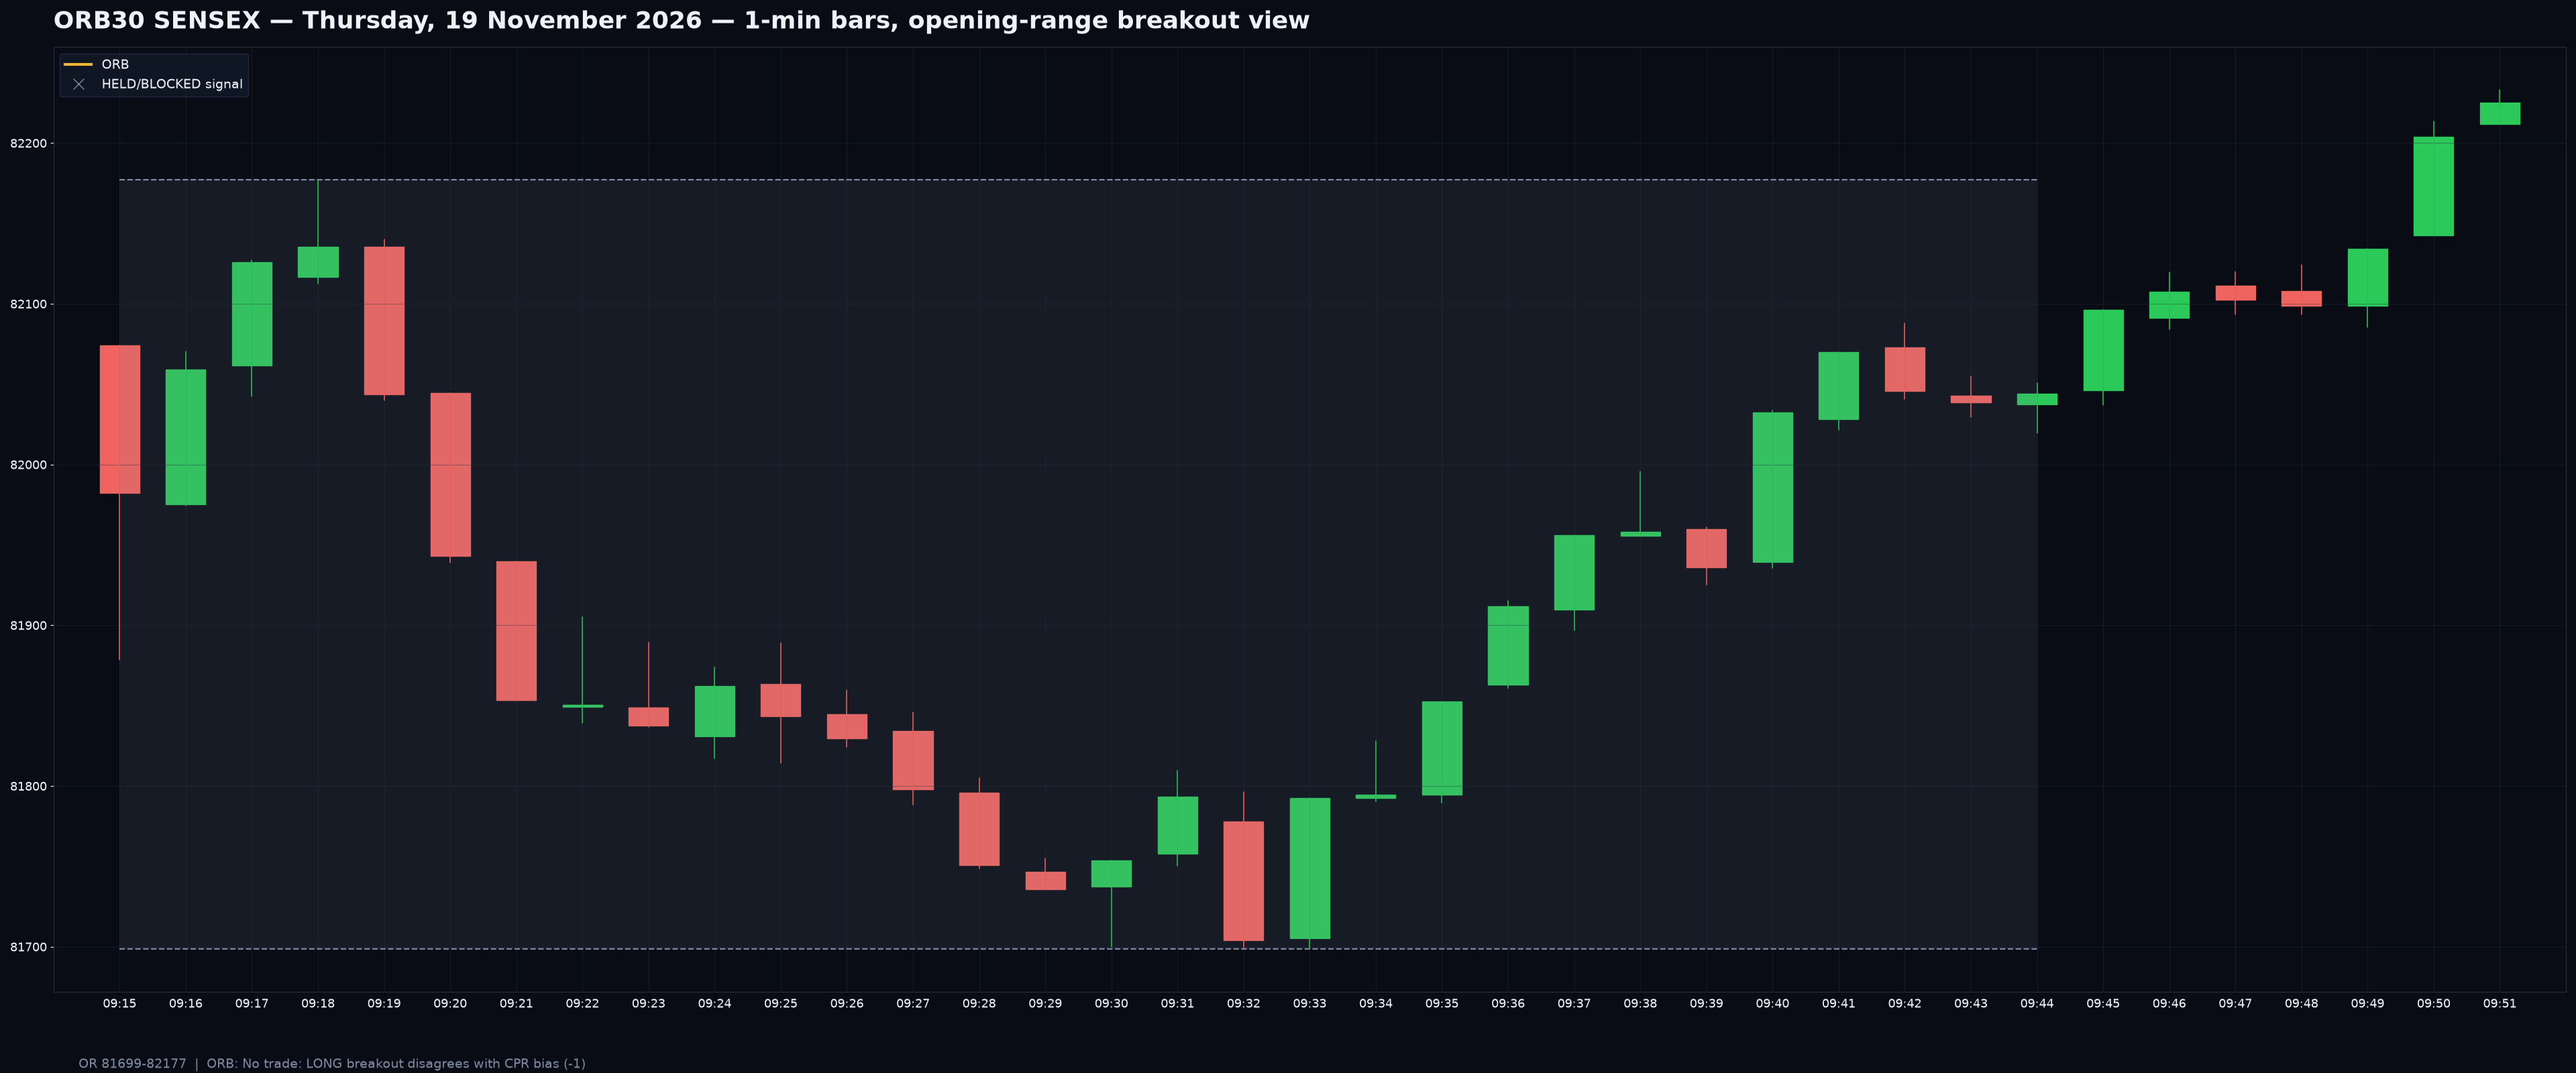 ORB30 SENSEX — Thursday, 19 November 2026 — 1-min bars, opening-range breakout view
ORB
HELD/BLOCKED signal
82200
82100
82000
81900
81800
81700
09:15 09:16 09:17 09:18 09:19 09:20 09:21 09:22 09:23 09:24 09:25 09:26 09:27 09:28 09:29 09:30 09:31 09:32 09:33 09:34 09:35 09:36 09:37 09:38 09:39 09:40 09:41 09:42 09:43 09:44 09:45 09:46 09:47 09:48 09:49 09:50 09:51
OR 81699-82177 | ORB: No trade: LONG breakout disagrees with CPR bias (-1)